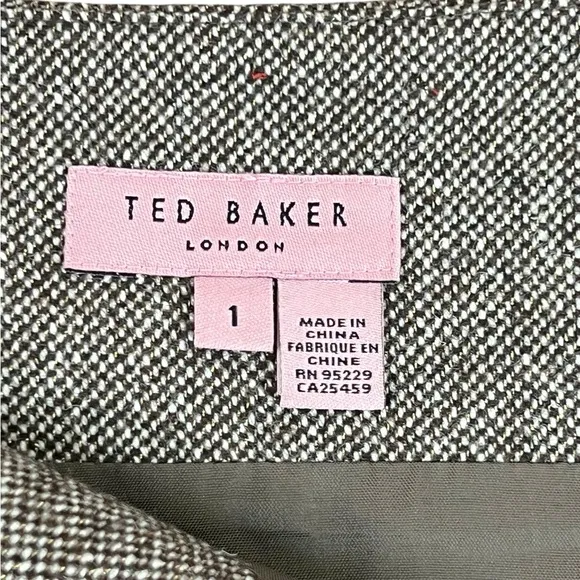 TED BAKER
LONDON
1
MADE IN
CHINA
FABRIQUE EN
CHINE
RN 95229
CA25459